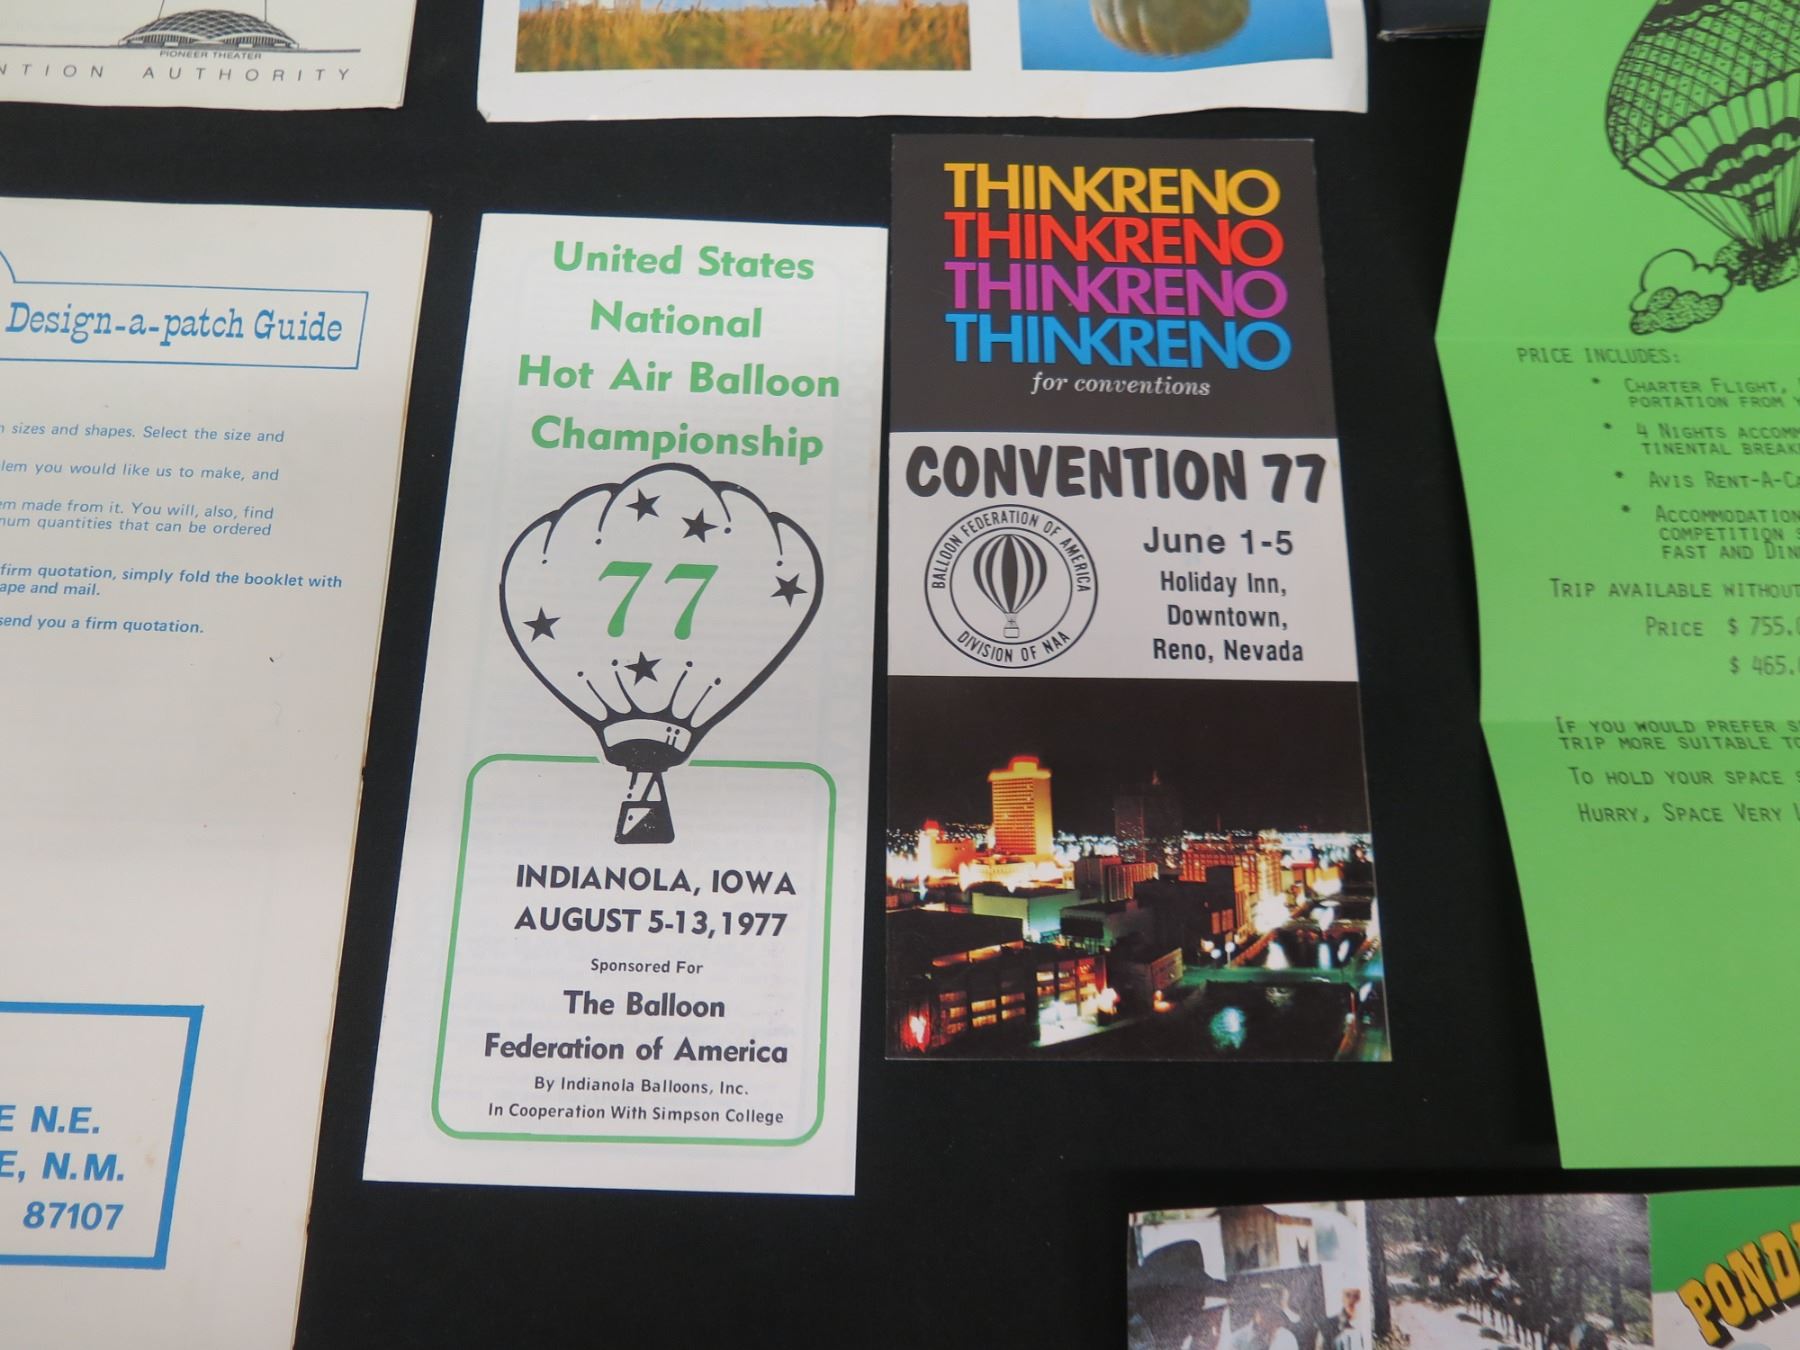 PIONEER THEATER
NTION AUTHORITY
Design-a-patch Guide
sizes and shapes. Select the size and
lem you would like us to make, and
em made from it. You will, also, find
num quantities that can be ordered
firm quotation, simply fold the booklet with
ape and mail.
send you a firm quotation.
E N.E.
E, N.M.
87107
United States
National
Hot Air Balloon
Championship
77
INDIANOLA, IOWA
AUGUST 5-13, 1977
Sponsored For
The Balloon
Federation of America
By Indianola Balloons, Inc.
In Cooperation With Simpson College
THINKRENO
THINKRENO
THINKRENO
THINKRENO
for conventions
CONVENTION 77
BALLOON FEDERATION OF AMERICA
DIVISION OF NAA
June 1-5
Holiday Inn,
Downtown,
Reno, Nevada
PRICE INCLUDES:
• CHARTER FLIGHT,
PORTATION FROM
• 4 NIGHTS ACCOMM
TINENTAL BREAK
• AVIS RENT-A-CA
• ACCOMMODATION
COMPETITION S
FAST AND DIN
TRIP AVAILABLE WITHOUT
PRICE $ 755.
$ 465.
IF YOU WOULD PREFER S
TRIP MORE SUITABLE TO
TO HOLD YOUR SPACE S
HURRY, SPACE VERY
POND